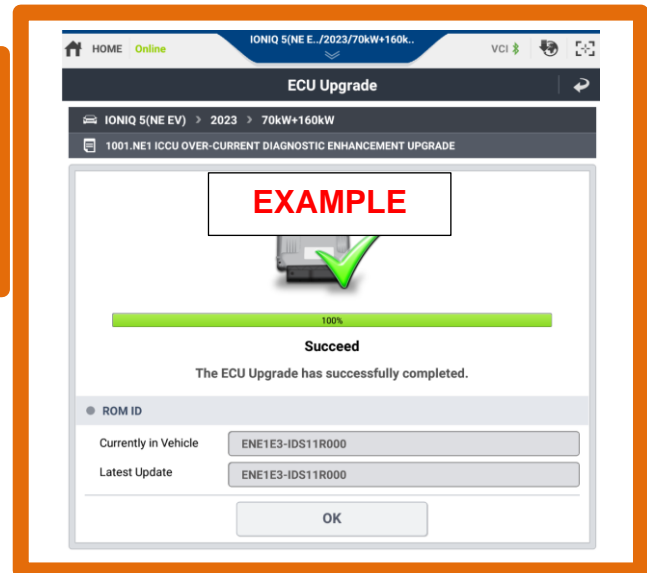 HOME Online
IONIQ 5(NE E../2023/70kW+160k..
VCI
ECU Upgrade
IONIQ 5(NE EV) > 2023 > 70kW+160kW
1001.NE1 ICCU OVER-CURRENT DIAGNOSTIC ENHANCEMENT UPGRADE
EXAMPLE
100%
Succeed
The ECU Upgrade has successfully completed.
ROM ID
Currently in Vehicle ENE1E3-IDS11R000
Latest Update ENE1E3-IDS11R000
OK